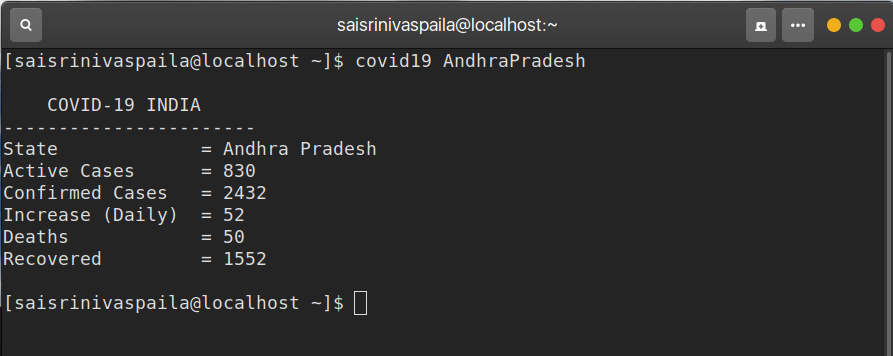 saisrinivaspaila@localhost:~
[saisrinivaspaila@localhost ~]$ covid19 AndhraPradesh
COVID-19 INDIA
-----------------------
State = Andhra Pradesh
Active Cases = 830
Confirmed Cases = 2432
Increase (Daily) = 52
Deaths = 50
Recovered = 1552
[saisrinivaspaila@localhost ~]$